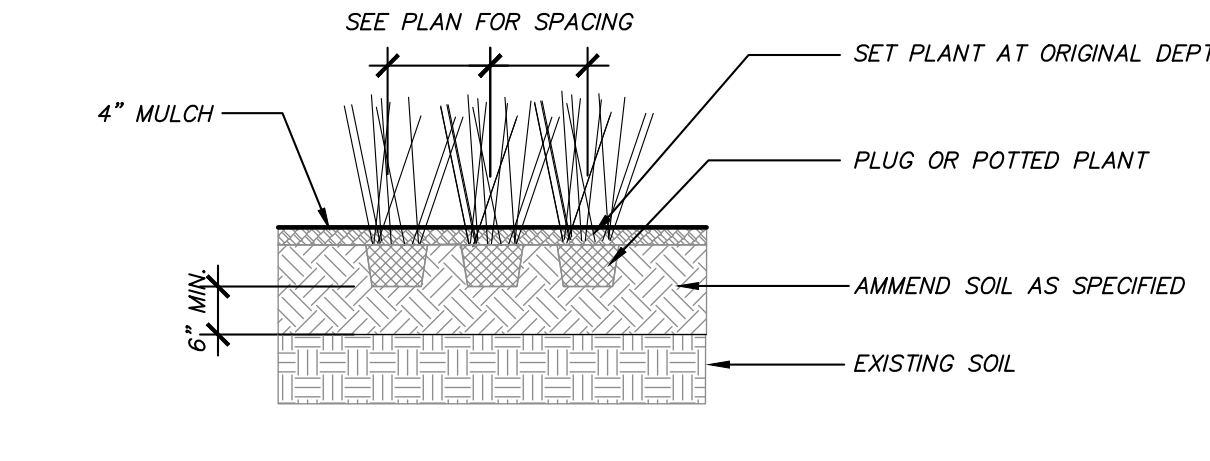 SEE PLAN FOR SPACING
SET PLANT AT ORIGINAL DEPT
4” MULCH
PLUG OR POTTED PLANT
6” MIN.
AMMEND SOIL AS SPECIFIED
EXISTING SOIL